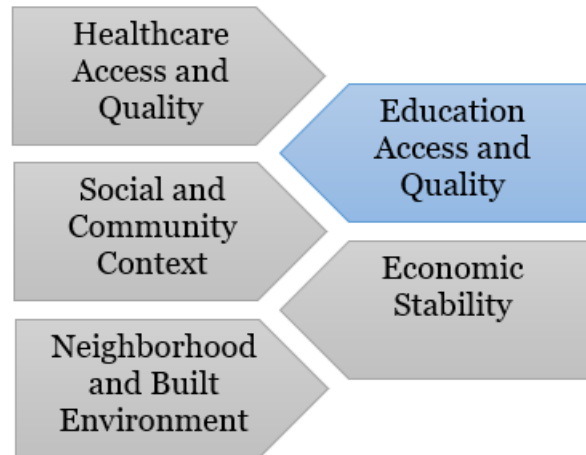 Healthcare
Access and
Quality
Education
Access and
Quality
Social and
Community
Context
Economic
Stability
Neighborhood
and Built
Environment